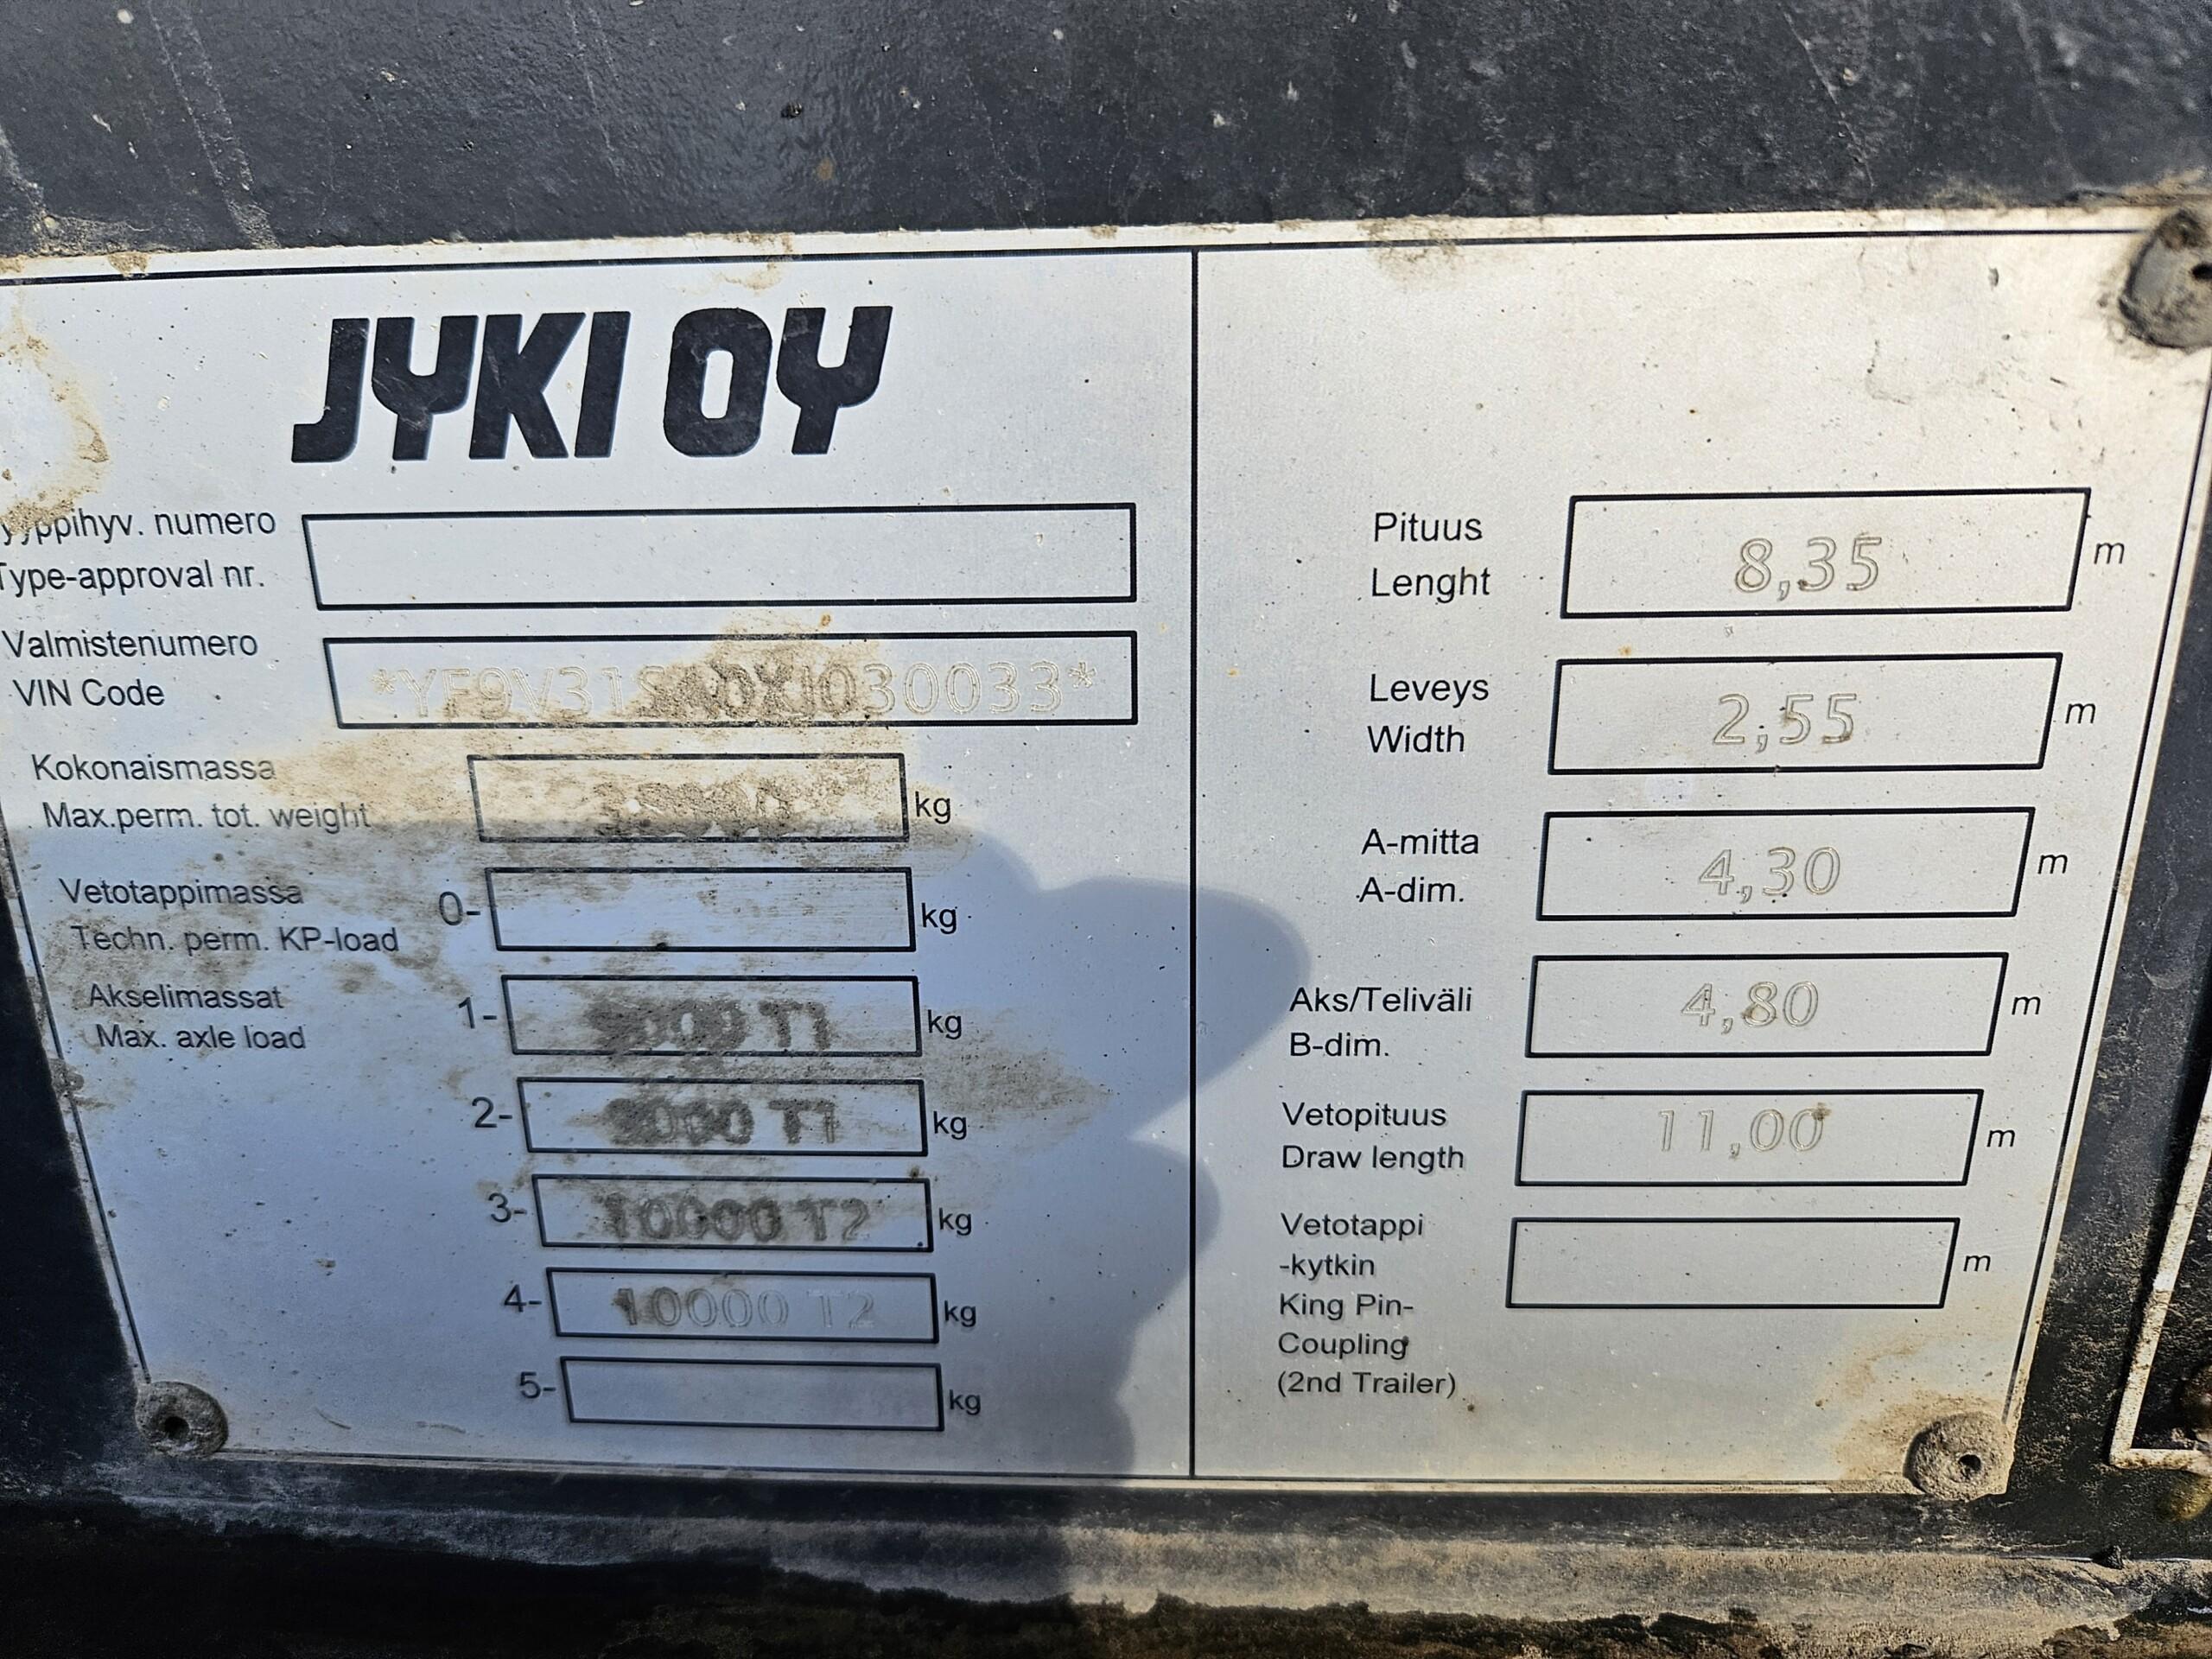 JYKI OY
numero
Type-approval nr.
Valmistenumero
VIN Code
Kokonaismassa
Max.perm. tot. weight
kg
Vetotappimassa
Techn. perm. KP-load
0-
kg
Akselimassat
Max. axle load
1-
T1
kg
2-
T1
kg
3-
10000 T2
kg
4-
10000 T2
kg
5-
kg
Pituus
Lenght
8,35
m
Leveys
Width
2,55
m
A-mitta
A-dim.
4,30
m
Aks/Teliväli
B-dim.
4,80
m
Vetopituus
Draw length
11,00
m
Vetotappi
-kytkin
King Pin-
Coupling
(2nd Trailer)
m